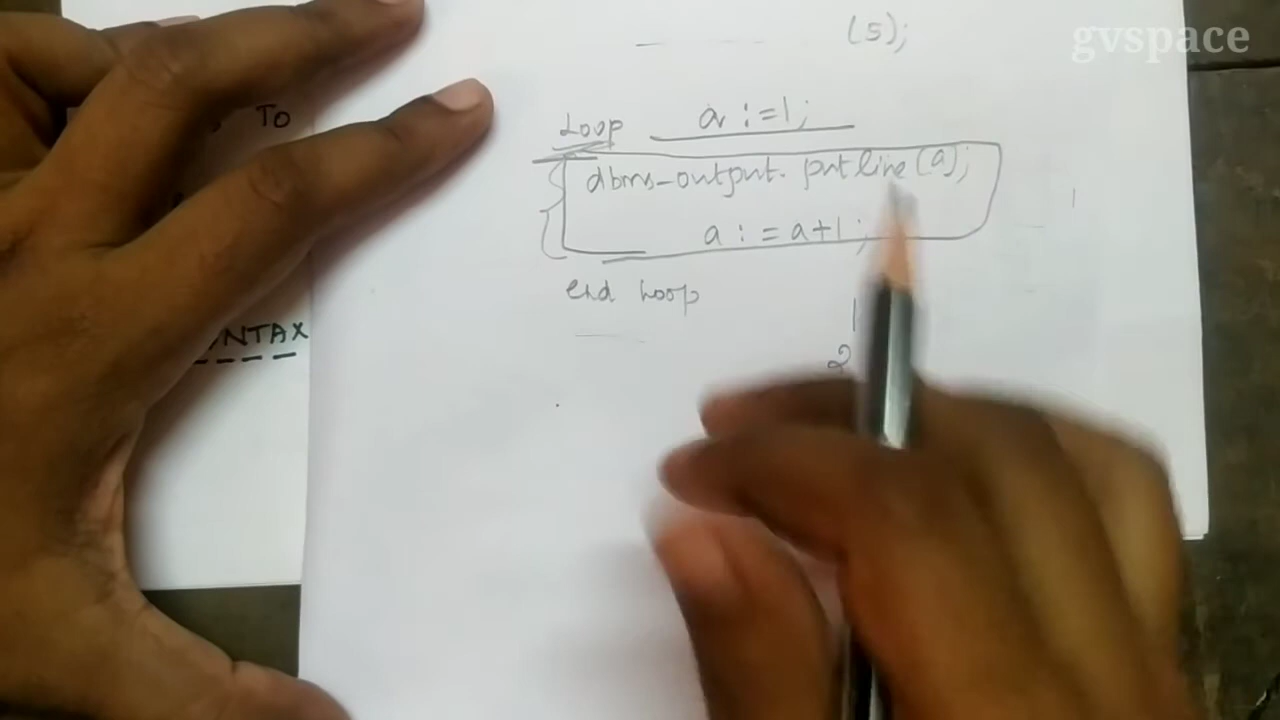 gvspace
(5);
TO
a := 1;
Loop
dbms-output. putline(a);
a := a+1;
end Loop
NTAX
1
2